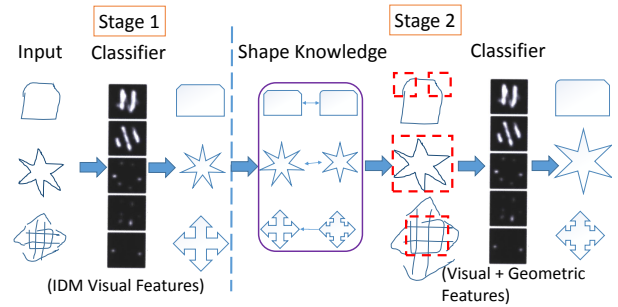 Stage 1
Stage 2
Input
Classifier
Shape Knowledge
Classifier
(IDM Visual Features)
(Visual + Geometric
Features)